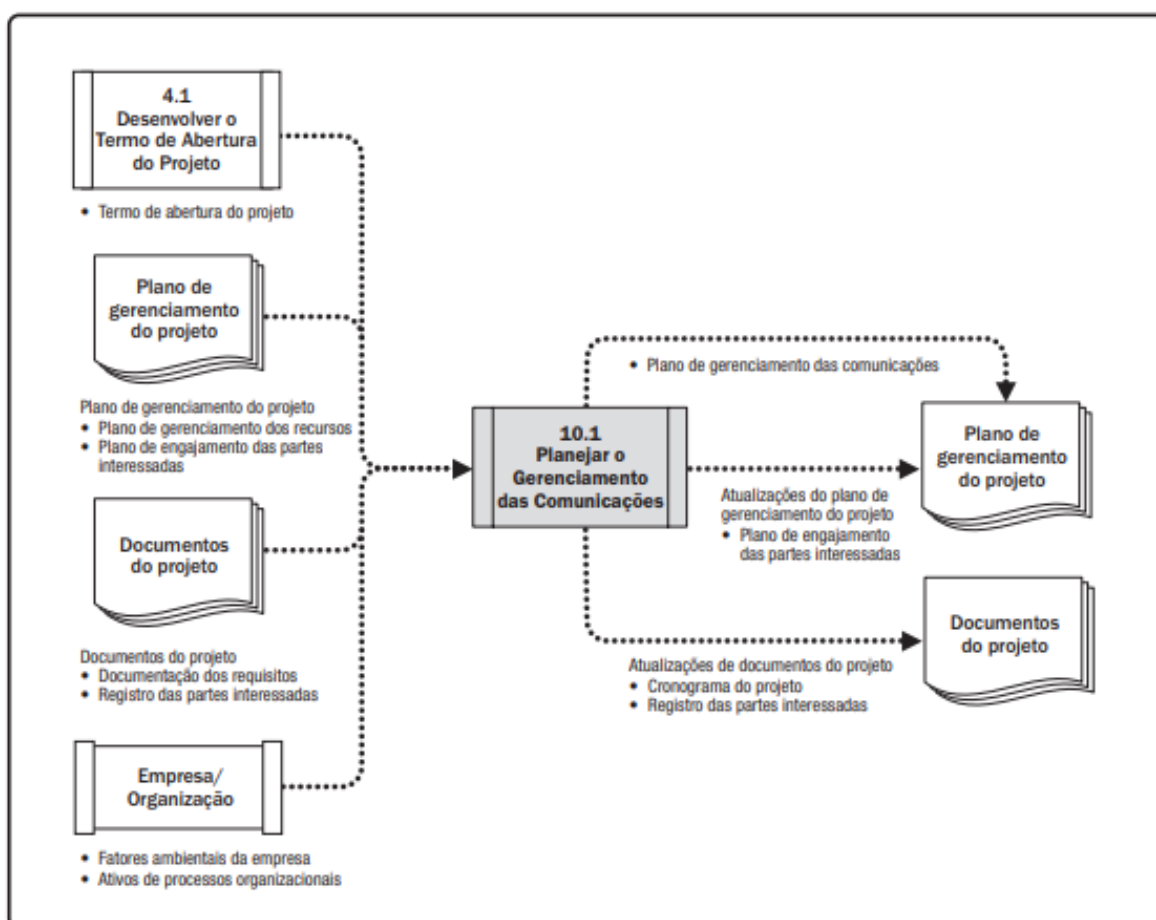 4.1
Desenvolver o
Termo de Abertura
do Projeto
• Termo de abertura do projeto
Plano de
gerenciamento
do projeto
Plano de gerenciamento do projeto
• Plano de gerenciamento dos recursos
• Plano de engajamento das partes
interessadas
Documentos
do projeto
Documentos do projeto
• Documentação dos requisitos
• Registro das partes interessadas
Empresa/
Organização
• Fatores ambientais da empresa
• Ativos de processos organizacionais
10.1
Planejar o
Gerenciamento
das Comunicações
• Plano de gerenciamento das comunicações
Atualizações do plano de
gerenciamento do projeto
• Plano de engajamento
das partes interessadas
Atualizações de documentos do projeto
• Cronograma do projeto
• Registro das partes interessadas
Plano de
gerenciamento
do projeto
Documentos
do projeto